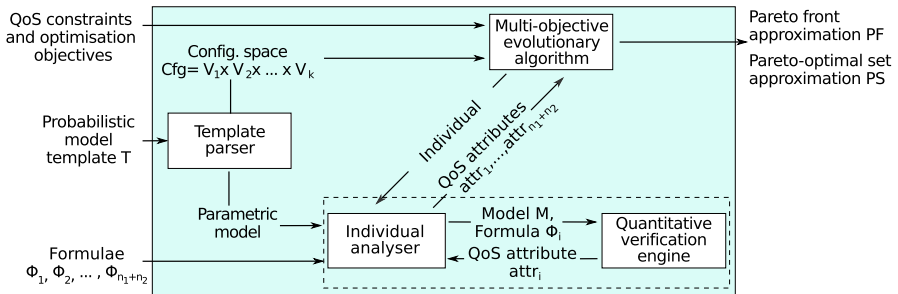 QoS constraints
and optimisation
objectives
Multi-objective
evolutionary
algorithm
Pareto front
approximation PF
Pareto-optimal set
approximation PS
Config. space
Cfg= V₁x V₂x ... x Vₖ
Probabilistic
model
template T
Template
parser
Individual
QoS attributes
attr₁,...,attrₙ₁₊ₙ₂
Parametric
model
Individual
analyser
Model M,
Formula Φᵢ
QoS attribute
attrᵢ
Quantitative
verification
engine
Formulae
Φ₁, Φ₂, ... , Φₙ₁₊ₙ₂